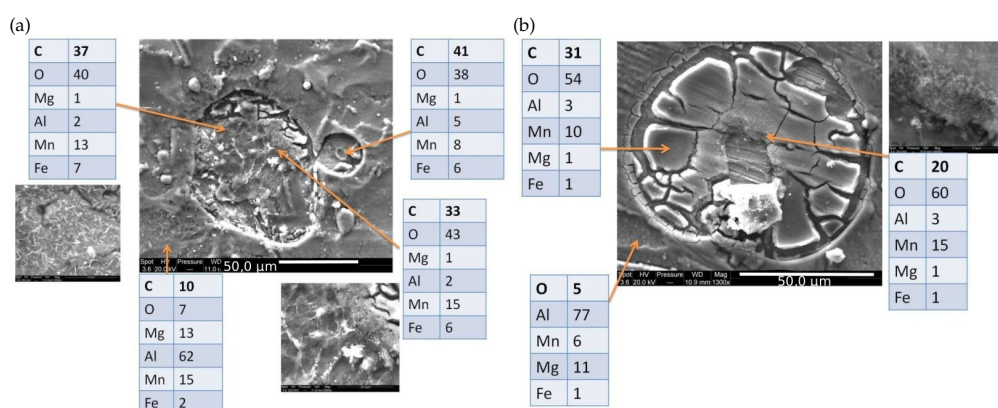 (a)
C 37
O 40
Mg 1
Al 2
Mn 13
Fe 7
C 41
O 38
Mg 1
Al 5
Mn 8
Fe 6
C 33
O 43
Mg 1
Al 2
Mn 15
Fe 6
C 10
O 7
Mg 13
Al 62
Mn 15
Fe 2
Spot HV Pressure WD
3.6 20.0 kV --- 11.0
50,0 µm
(b)
C 31
O 54
Al 3
Mn 10
Mg 1
Fe 1
C 20
O 60
Al 3
Mn 15
Mg 1
Fe 1
O 5
Al 77
Mn 6
Mg 11
Fe 1
Spot HV Pressure WD Mag
3.6 20.0 kV --- 10.9 mm 1300x
50.0 µm